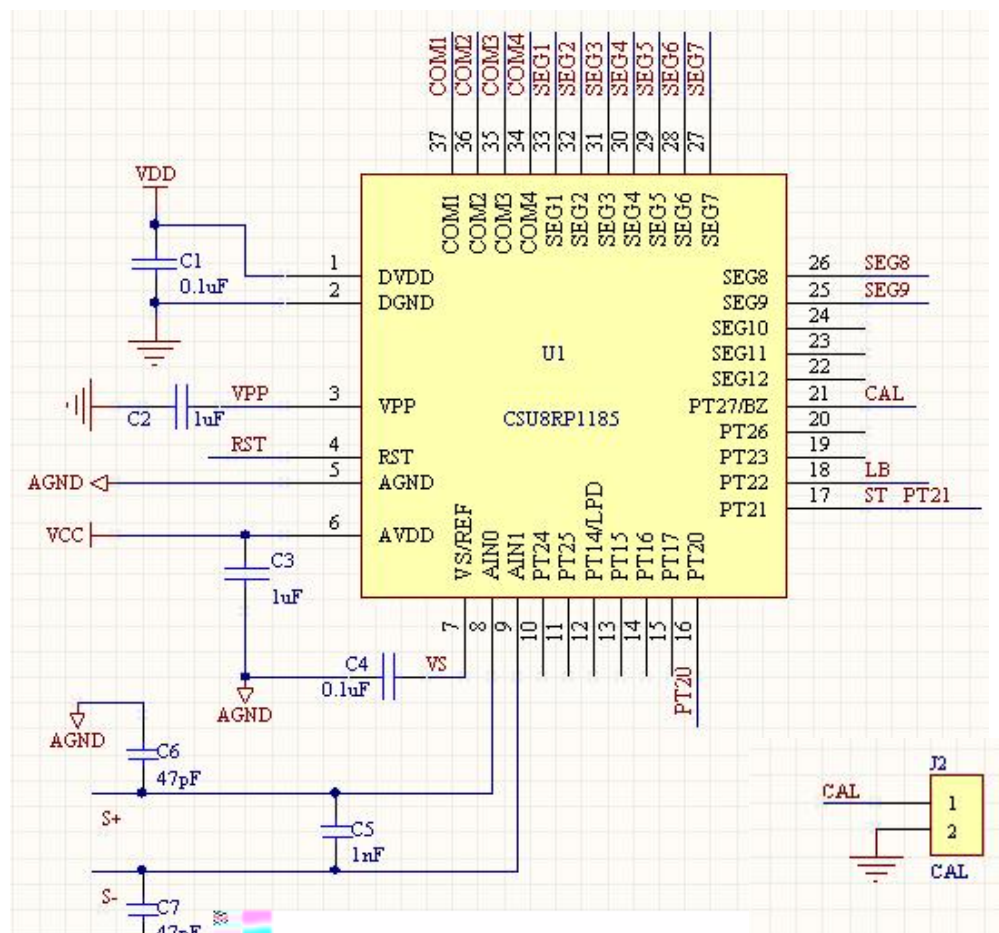 COM1 COM2 COM3 COM4 SEG1 SEG2 SEG3 SEG4 SEG5 SEG6 SEG7
37 36 35 34 33 32 31 30 29 28 27
COM1 COM2 COM3 COM4 SEG1 SEG2 SEG3 SEG4 SEG5 SEG6 SEG7
VDD
C1
0.1uF
1 DVDD
2 DGND
SEG8 26 SEG8
SEG9 25 SEG9
SEG10 24
SEG11 23
SEG12 22
U1
CSU8RP1185
C2 1uF VPP 3 VPP
PT27/BZ 21 CAL
PT26 20
RST 4 RST
PT23 19
AGND 5 AGND
PT22 18 LB
PT21 17 ST PT21
VCC 6 AVDD
VS/REF AIN0 AIN1 PT24 PT25 PT14/LPD PT15 PT16 PT17 PT20
7 8 9 10 11 12 13 14 15 16
C3
1uF
C4
0.1uF
VS
PT20
AGND
AGND
C6
47pF
S+
C5
1nF
S-
C7
47pF
J2
CAL 1
2
CAL